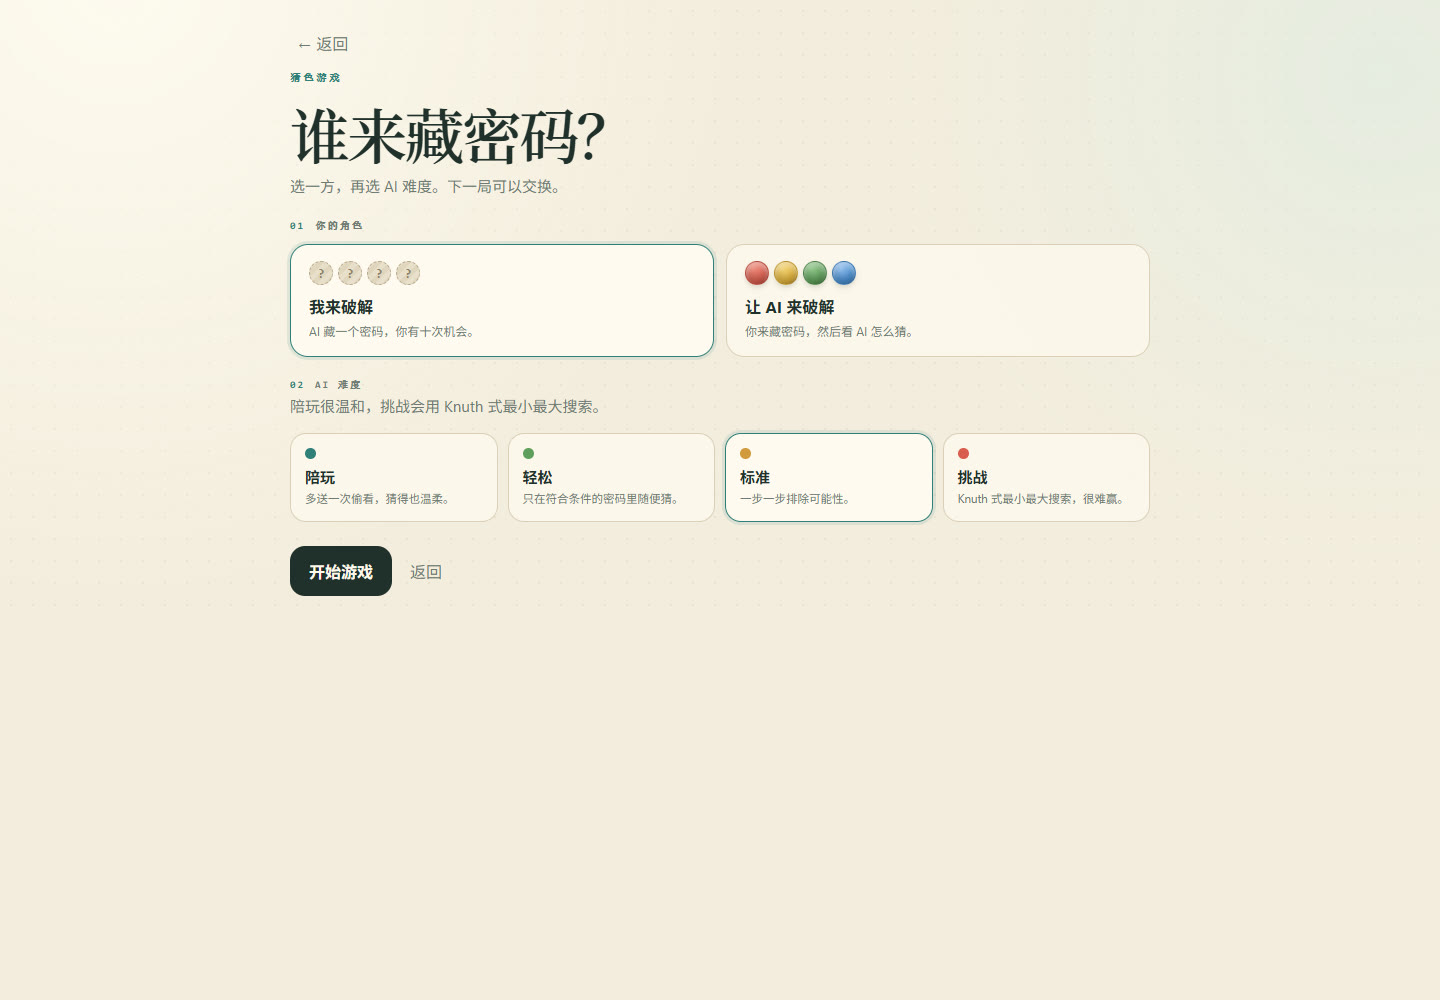 ← 返回
猜色游戏
谁来藏密码?
选一方，再选 AI 难度。下一局可以交换。
01 你的角色
? ? ? ?
我来破解
AI 藏一个密码，你有十次机会。
让 AI 来破解
你来藏密码，然后看 AI 怎么猜。
02 AI 难度
陪玩很温和，挑战会用 Knuth 式最小最大搜索。
陪玩
多送一次偷看，猜得也温柔。
轻松
只在符合条件的密码里随便猜。
标准
一步一步排除可能性。
挑战
Knuth 式最小最大搜索，很难赢。
开始游戏
返回